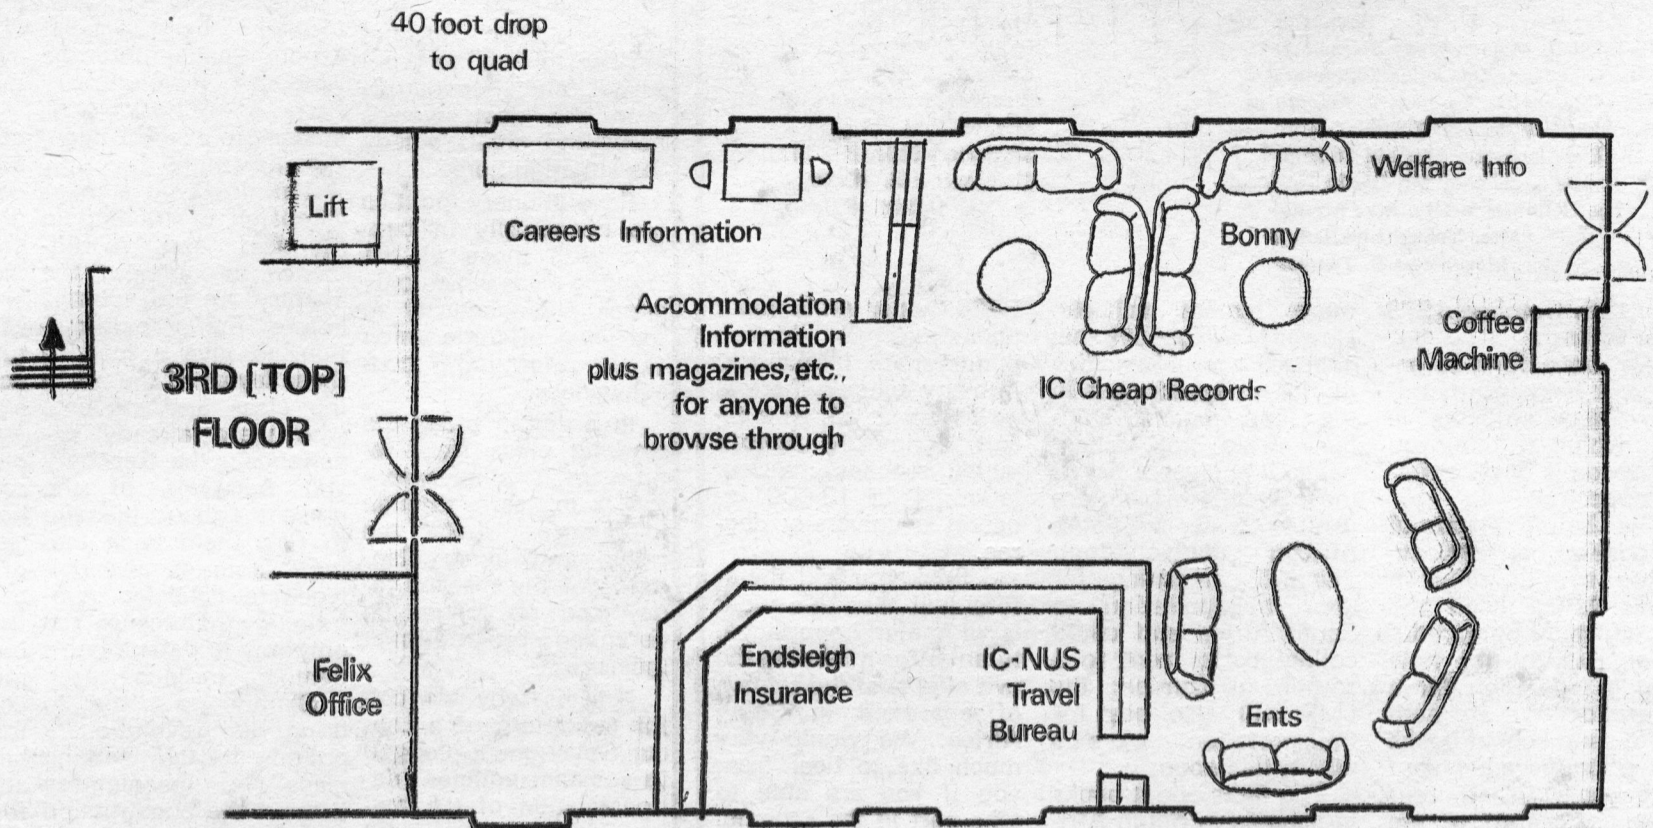 40 foot drop
to quad
Lift
Careers Information
Welfare Info
Bonny
Accommodation
Information
plus magazines, etc.,
for anyone to
browse through
Coffee
Machine
3RD [TOP]
FLOOR
IC Cheap Records
Felix
Office
Endsleigh
Insurance
IC-NUS
Travel
Bureau
Ents